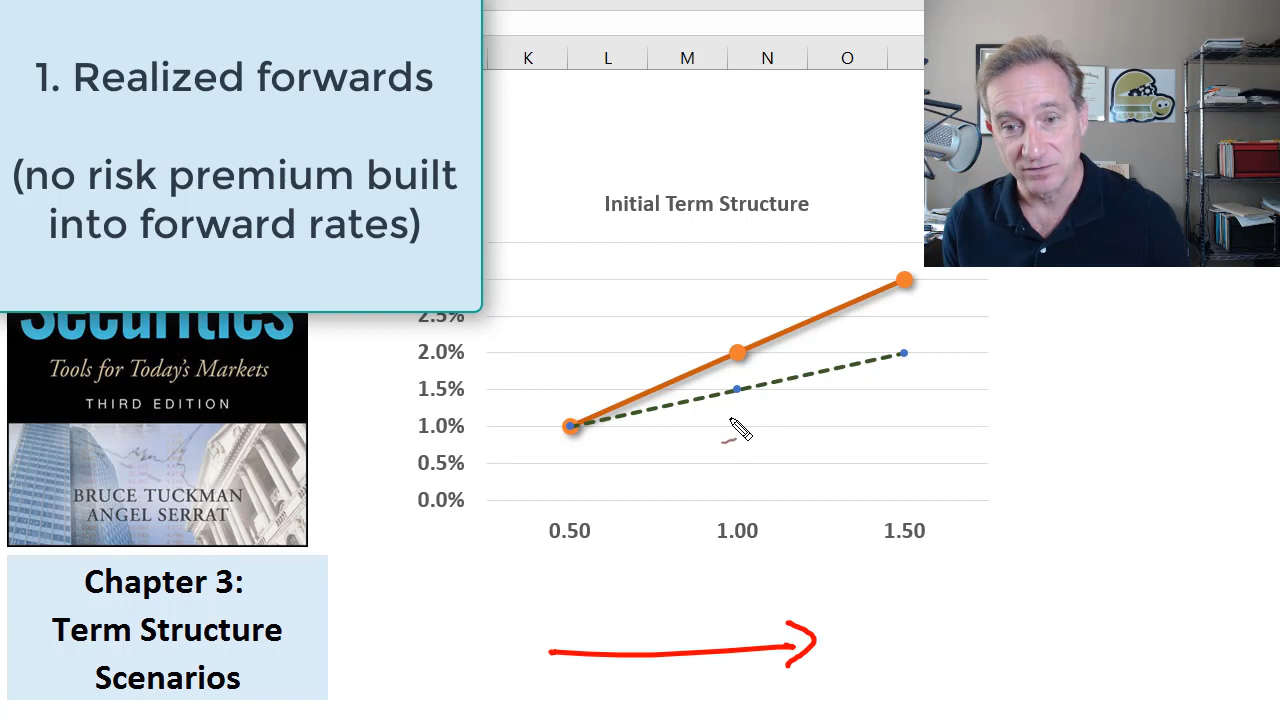 1. Realized forwards
(no risk premium built
into forward rates)
K L M N O
Initial Term Structure
2.5%
2.0%
1.5%
1.0%
0.5%
0.0%
0.50 1.00 1.50
Securities
Tools for Today's Markets
THIRD EDITION
BRUCE TUCKMAN
ANGEL SERRAT
Chapter 3:
Term Structure
Scenarios